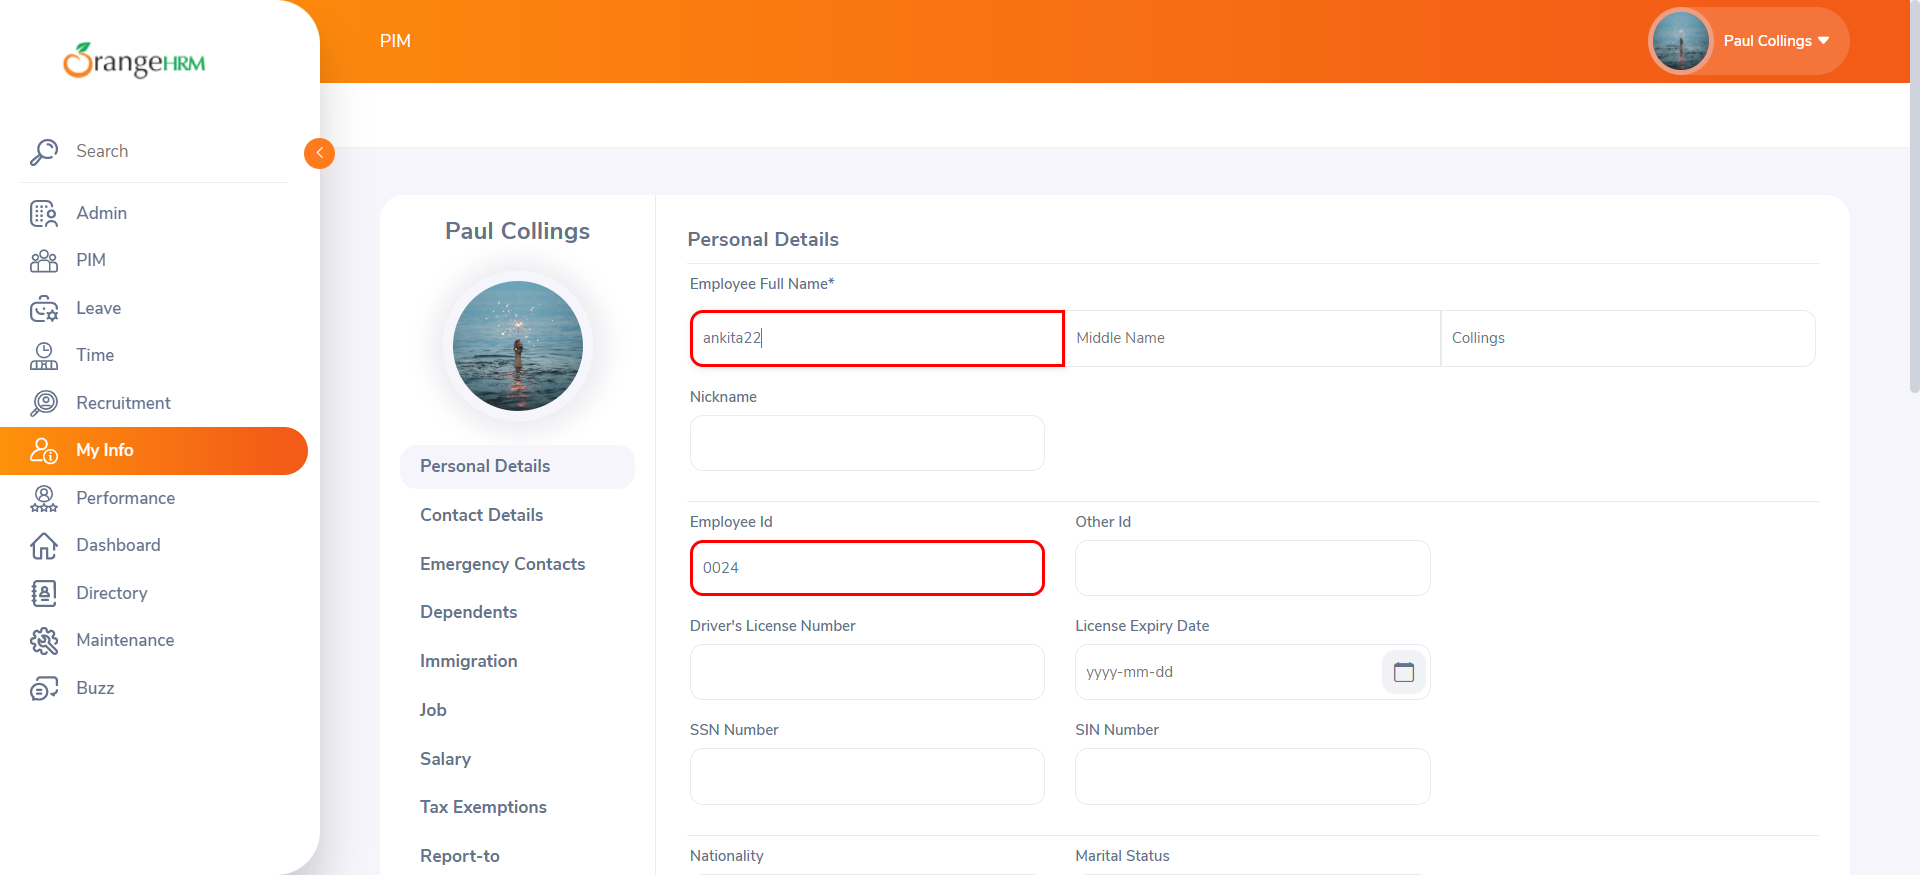 OrangeHRM
PIM
Paul Collings
Search
Admin
PIM
Leave
Time
Recruitment
My Info
Performance
Dashboard
Directory
Maintenance
Buzz
Paul Collings
Personal Details
Contact Details
Emergency Contacts
Dependents
Immigration
Job
Salary
Tax Exemptions
Report-to
Personal Details
Employee Full Name*
ankita22 Middle Name Collings
Nickname
Employee Id Other Id
0024
Driver's License Number License Expiry Date
yyyy-mm-dd
SSN Number SIN Number
Nationality Marital Status